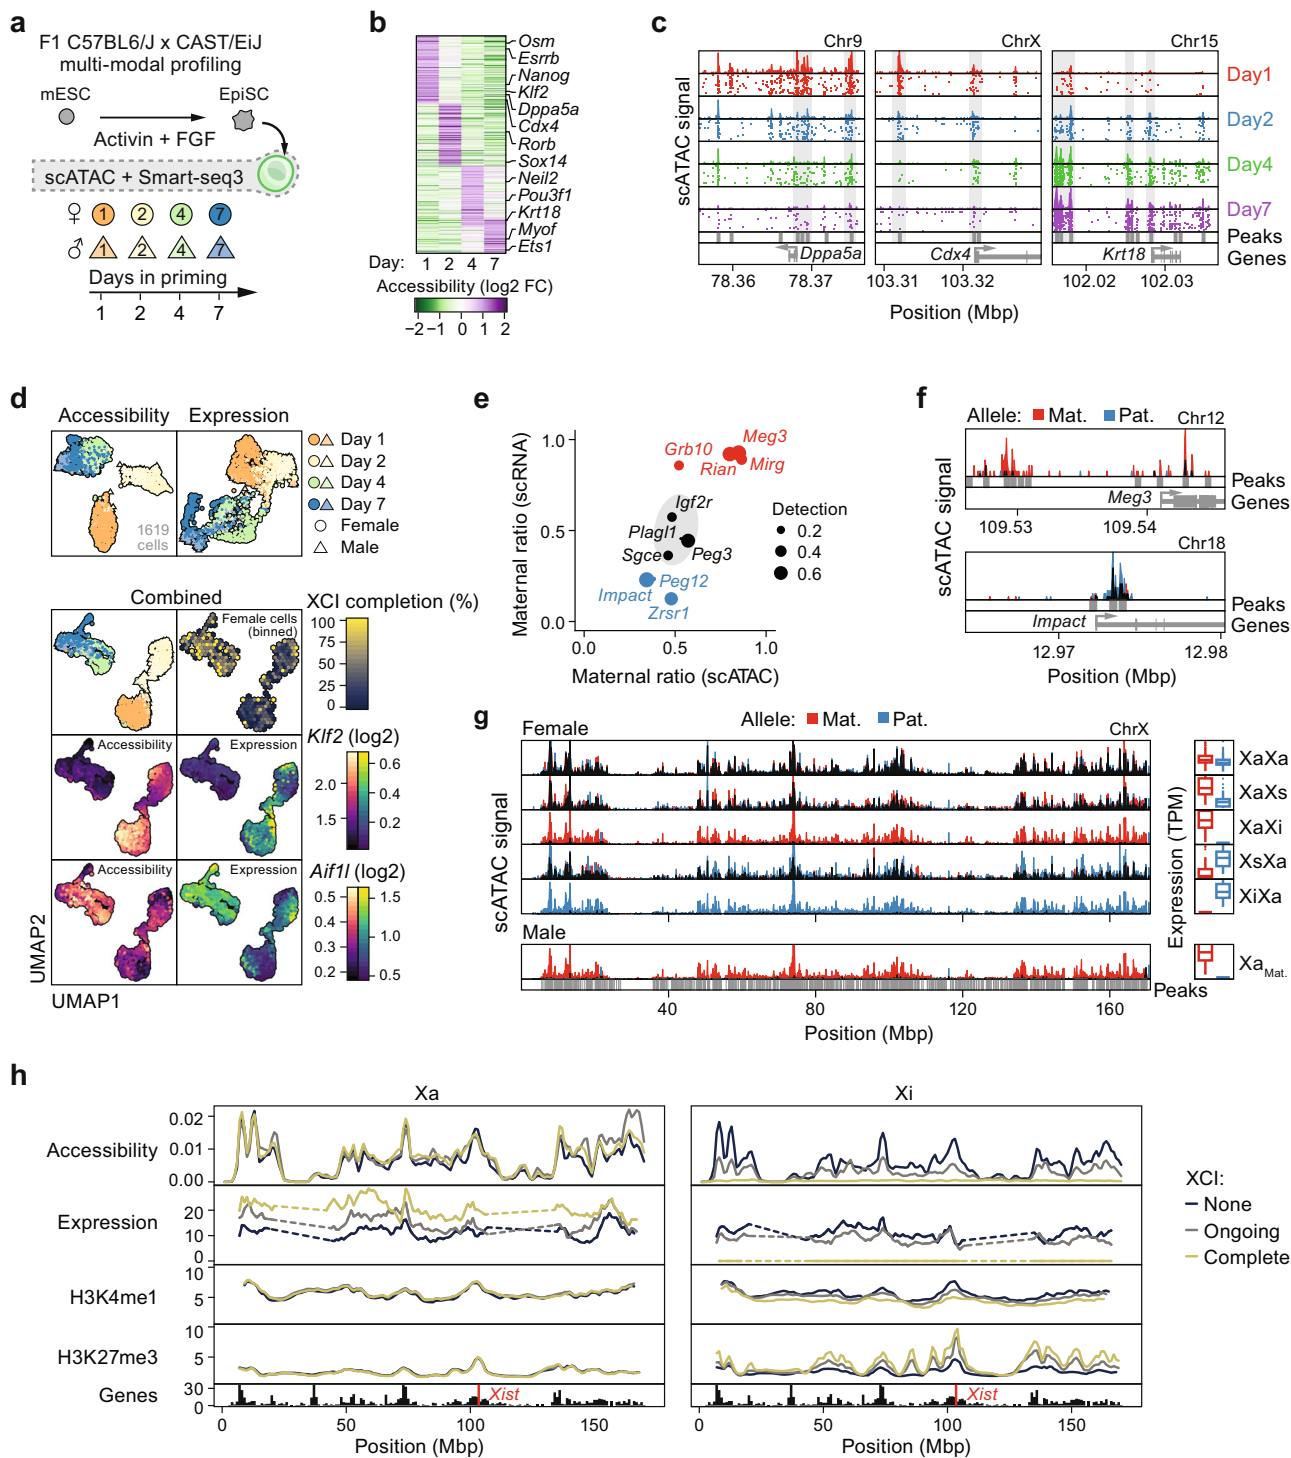 a
F1 C57BL6/J x CAST/EiJ
multi-modal profiling
mESC
EpiSC
Activin + FGF
scATAC + Smart-seq3
♀ 1 2 4 7
♂ 1 2 4 7
Days in priming
1 2 4 7
b
Osm
Esrrb
Nanog
Klf2
Dppa5a
Cdx4
Rorb
Sox14
Neil2
Pou3f1
Krt18
Myof
Ets1
Day: 1 2 4 7
Accessibility (log2 FC)
−2 −1 0 1 2
c
Chr9 ChrX Chr15
scATAC signal
Day1
Day2
Day4
Day7
Peaks
Genes
Dppa5a Cdx4 Krt18
78.36 78.37 103.31 103.32 102.02 102.03
Position (Mbp)
d
Accessibility Expression
1619
cells
Day 1
Day 2
Day 4
Day 7
Female
Male
Combined
Female cells
(binned)
XCI completion (%)
100
75
50
25
0
Accessibility Expression
Klf2 (log2)
2.0
1.5
0.6
0.4
0.2
Accessibility Expression
Aif1l (log2)
0.5
0.4
0.3
0.2
1.5
1.0
0.5
UMAP2
UMAP1
e
Maternal ratio (scRNA)
1.0
0.5
0.0
Meg3
Grb10
Rian
Mirg
Igf2r
Plagl1
Sgce
Peg3
Peg12
Impact
Zrsr1
Detection
0.2
0.4
0.6
0.0 0.5 1.0
Maternal ratio (scATAC)
f
Allele: Mat. Pat.
Chr12
scATAC signal
Peaks
Genes
Meg3
109.53 109.54
Chr18
Peaks
Genes
Impact
12.97 12.98
Position (Mbp)
g
Allele: Mat. Pat.
Female
ChrX
scATAC signal
Expression (TPM)
XaXa
XaXs
XaXi
XsXa
XiXa
Male
XaMat.
Peaks
40 80 120 160
Position (Mbp)
h
Xa Xi
Accessibility
0.02
0.01
0.00
Expression
20
10
0
H3K4me1
10
5
H3K27me3
10
5
Genes
30
0
Xist Xist
0 50 100 150
0 50 100 150
Position (Mbp) Position (Mbp)
XCI:
None
Ongoing
Complete